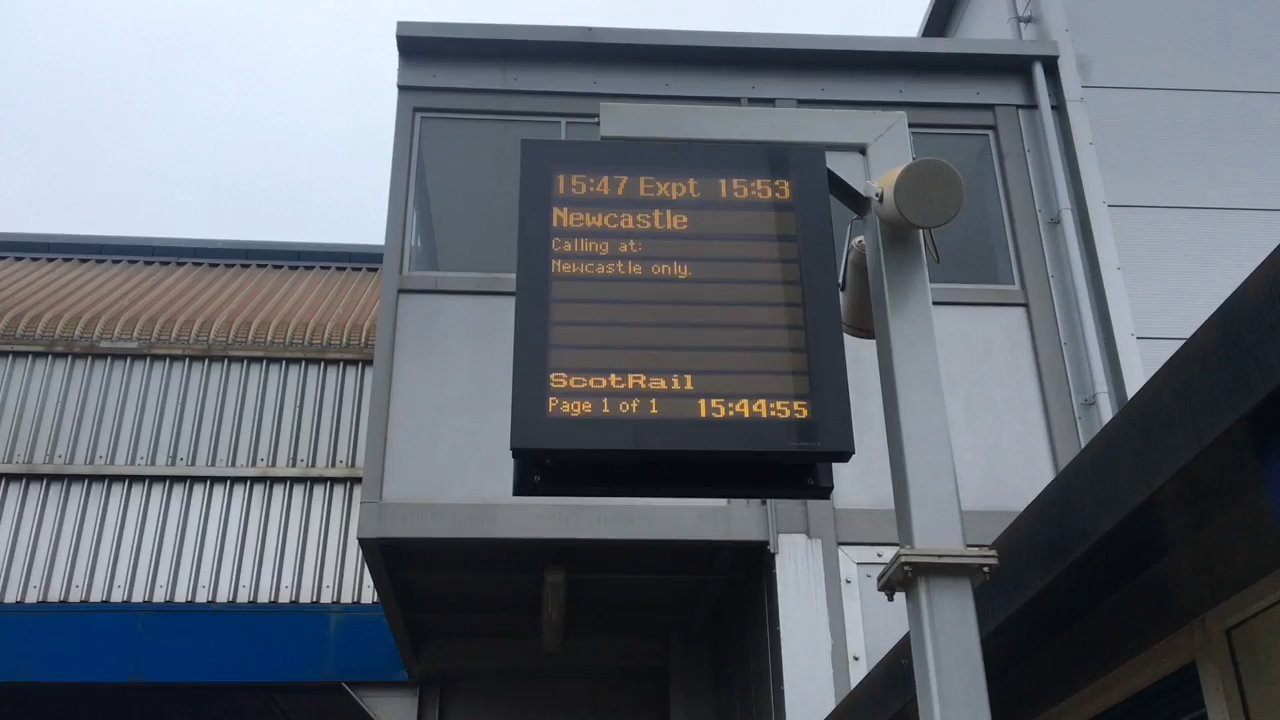 15:47 Expt 15:53
Newcastle
Calling at:
Newcastle only.
ScotRail
Page 1 of 1 15:44:55